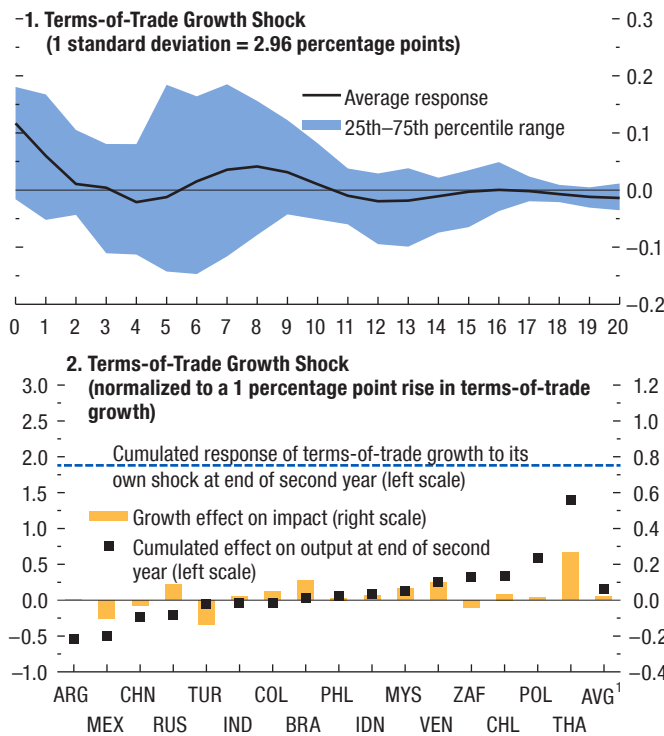 1. Terms-of-Trade Growth Shock
(1 standard deviation = 2.96 percentage points)
0.3
0.2
0.1
0.0
–0.1
–0.2
Average response
25th–75th percentile range
0 1 2 3 4 5 6 7 8 9 10 11 12 13 14 15 16 17 18 19 20
2. Terms-of-Trade Growth Shock
(normalized to a 1 percentage point rise in terms-of-trade
growth)
3.0
2.5
2.0
1.5
1.0
0.5
0.0
–0.5
–1.0
1.2
1.0
0.8
0.6
0.4
0.2
0.0
–0.2
–0.4
Cumulated response of terms-of-trade growth to its
own shock at end of second year (left scale)
Growth effect on impact (right scale)
Cumulated effect on output at end of second
year (left scale)
ARG CHN TUR COL PHL MYS ZAF POL AVG¹
MEX RUS IND BRA IDN VEN CHL THA